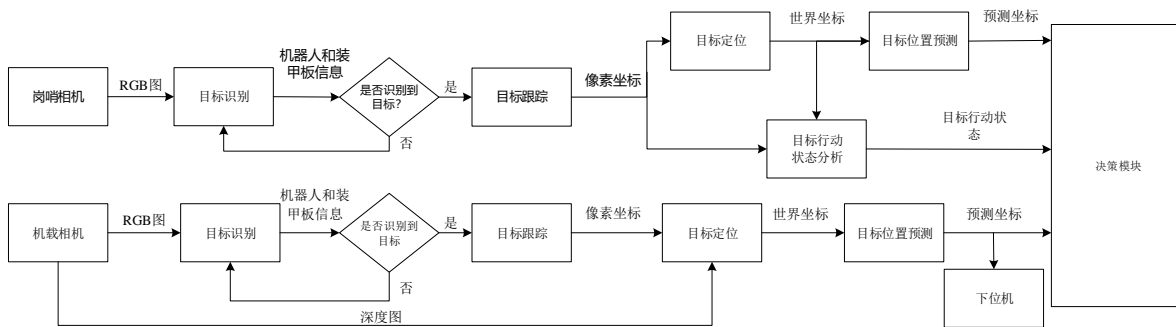 岗哨相机
RGB图
目标识别
机器人和装
甲板信息
是否识别到
目标？
是
否
目标跟踪
像素坐标
目标定位
世界坐标
目标位置预测
预测坐标
目标行动
状态分析
目标行动状
态
决策模块
机载相机
RGB图
目标识别
机器人和装
甲板信息
是否识别到
目标
是
否
目标跟踪
像素坐标
目标定位
世界坐标
目标位置预测
预测坐标
下位机
深度图